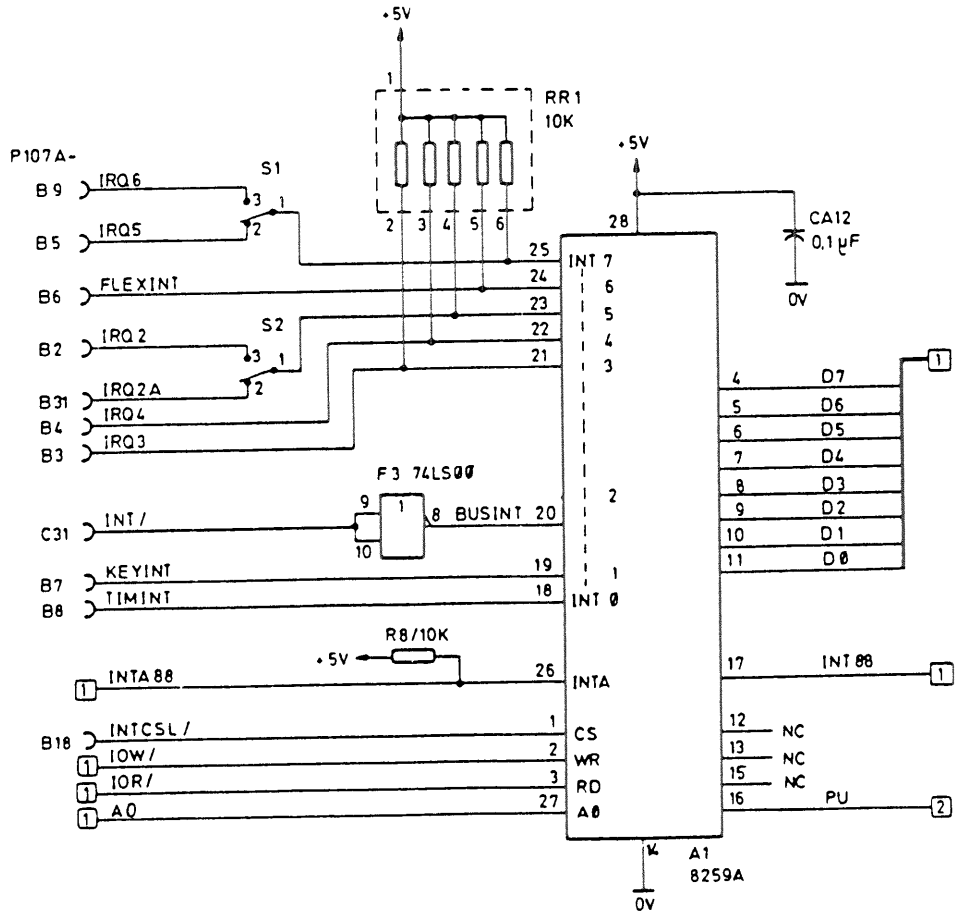 +5V
1
RR1
10K
P107A-
S1
+5V
B9 IRQ6
3
1
2
B5 IRQ5
2 3 4 5 6
28
CA12
0,1µF
0V
25 INT 7
B6 FLEXINT
24 6
S2
23 5
B2 IRQ2
3
1
2
22 4
21 3
B31 IRQ2A
B4 IRQ4
B3 IRQ3
1
4 D7
5 D6
6 D5
7 D4
8 D3
9 D2
10 D1
11 D0
F3 74LS00
9
1
10
8 BUSINT 20 2
C31 INT/
B7 KEYINT 19 1
B8 TIMINT 18 INT 0
R8/10K
+5V
1 INTA88 26 INTA
17 INT88 1
B18 INTCSL/ 1 CS
12 NC
1 IOW/ 2 WR
13 NC
1 IOR/ 3 RD
15 NC
1 A0 27 A0
16 PU 2
14
0V
A1
8259A